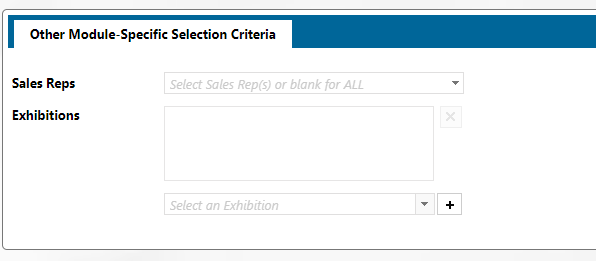 Other Module-Specific Selection Criteria
Sales Reps
Select Sales Rep(s) or blank for ALL
Exhibitions
Select an Exhibition